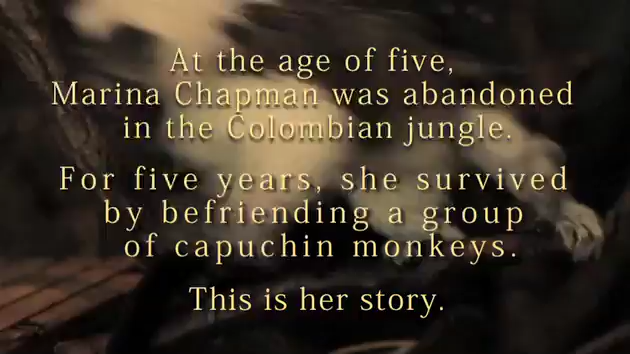 At the age of five,
Marina Chapman was abandoned
in the Colombian jungle.
For five years, she survived
by befriending a group
of capuchin monkeys.
This is her story.